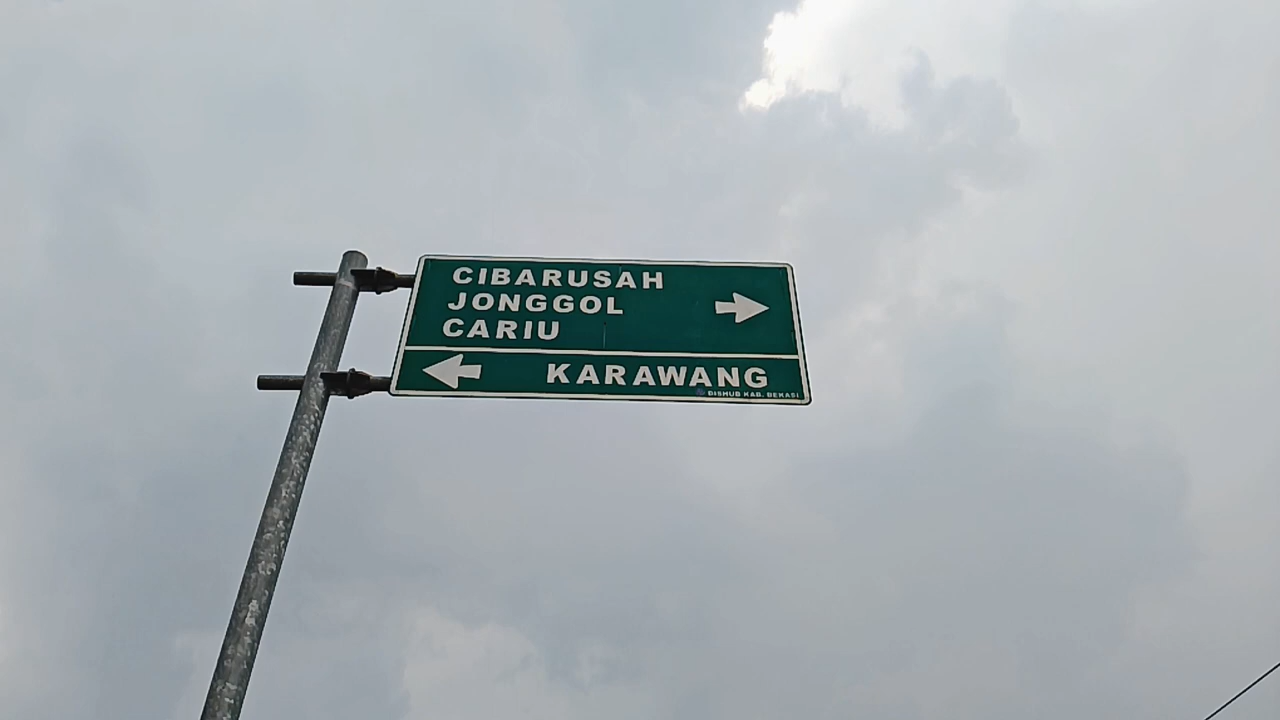 CIBARUSAH
JONGGOL
CARIU
KARAWANG
DISHUB KAB. BEKASI